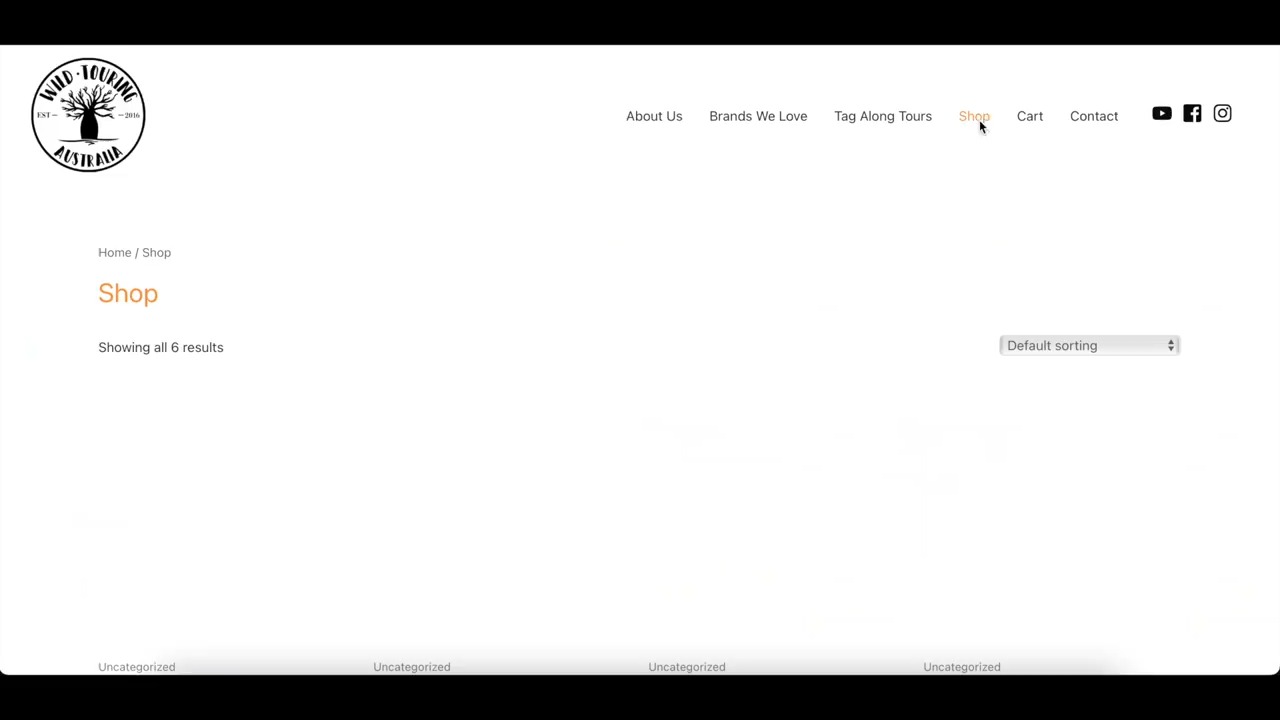 WILD · TOURING
EST 2016
AUSTRALIA
About Us Brands We Love Tag Along Tours Shop Cart Contact
Home / Shop
Shop
Showing all 6 results Default sorting
Uncategorized Uncategorized Uncategorized Uncategorized